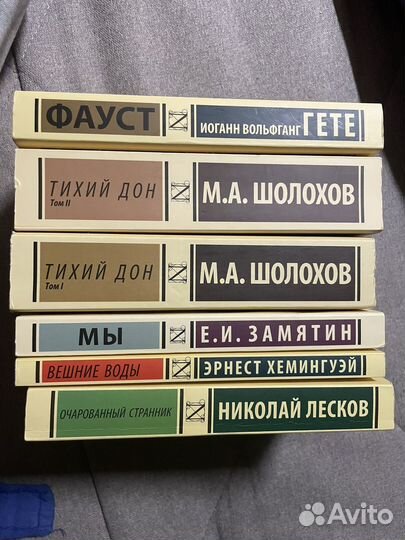 ФАУСТ
ИОГАНН ВОЛЬФГАНГ ГЕТЕ
ТИХИЙ ДОН
Том II
М.А. ШОЛОХОВ
ТИХИЙ ДОН
Том I
М.А. ШОЛОХОВ
МЫ
Е.И. ЗАМЯТИН
ВЕШНИЕ ВОДЫ
ЭРНЕСТ ХЕМИНГУЭЙ
ОЧАРОВАННЫЙ СТРАННИК
НИКОЛАЙ ЛЕСКОВ
Avito